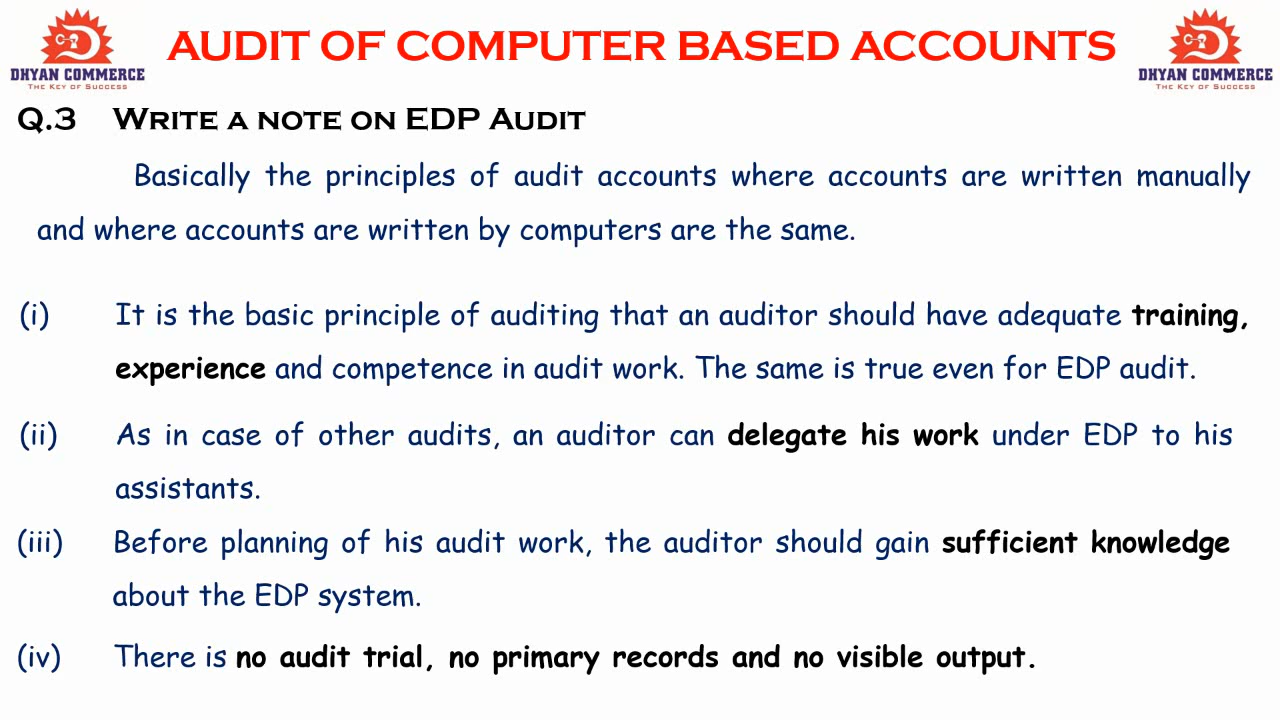 DHYAN COMMERCE
The Key of Success
AUDIT OF COMPUTER BASED ACCOUNTS
DHYAN COMMERCE
The Key of Success
Q.3 WRITE A NOTE ON EDP AUDIT
Basically the principles of audit accounts where accounts are written manually
and where accounts are written by computers are the same.
(i) It is the basic principle of auditing that an auditor should have adequate training,
experience and competence in audit work. The same is true even for EDP audit.
(ii) As in case of other audits, an auditor can delegate his work under EDP to his
assistants.
(iii) Before planning of his audit work, the auditor should gain sufficient knowledge
about the EDP system.
(iv) There is no audit trial, no primary records and no visible output.